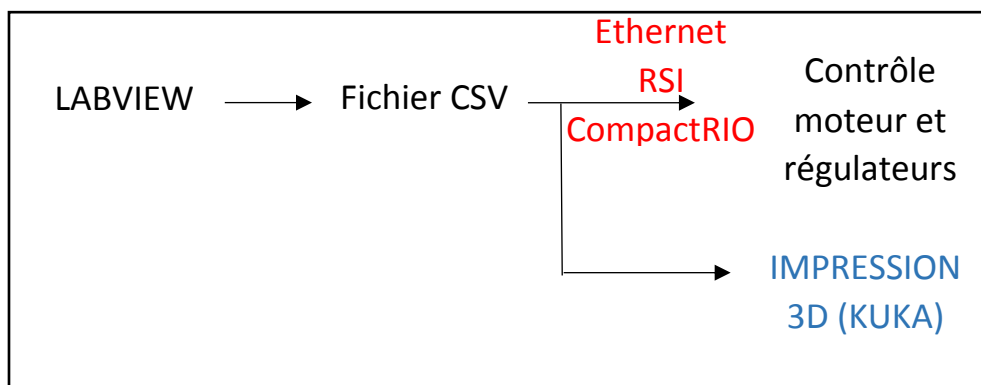 LABVIEW
Fichier CSV
Ethernet
RSI
CompactRIO
Contrôle
moteur et
régulateurs
IMPRESSION
3D (KUKA)